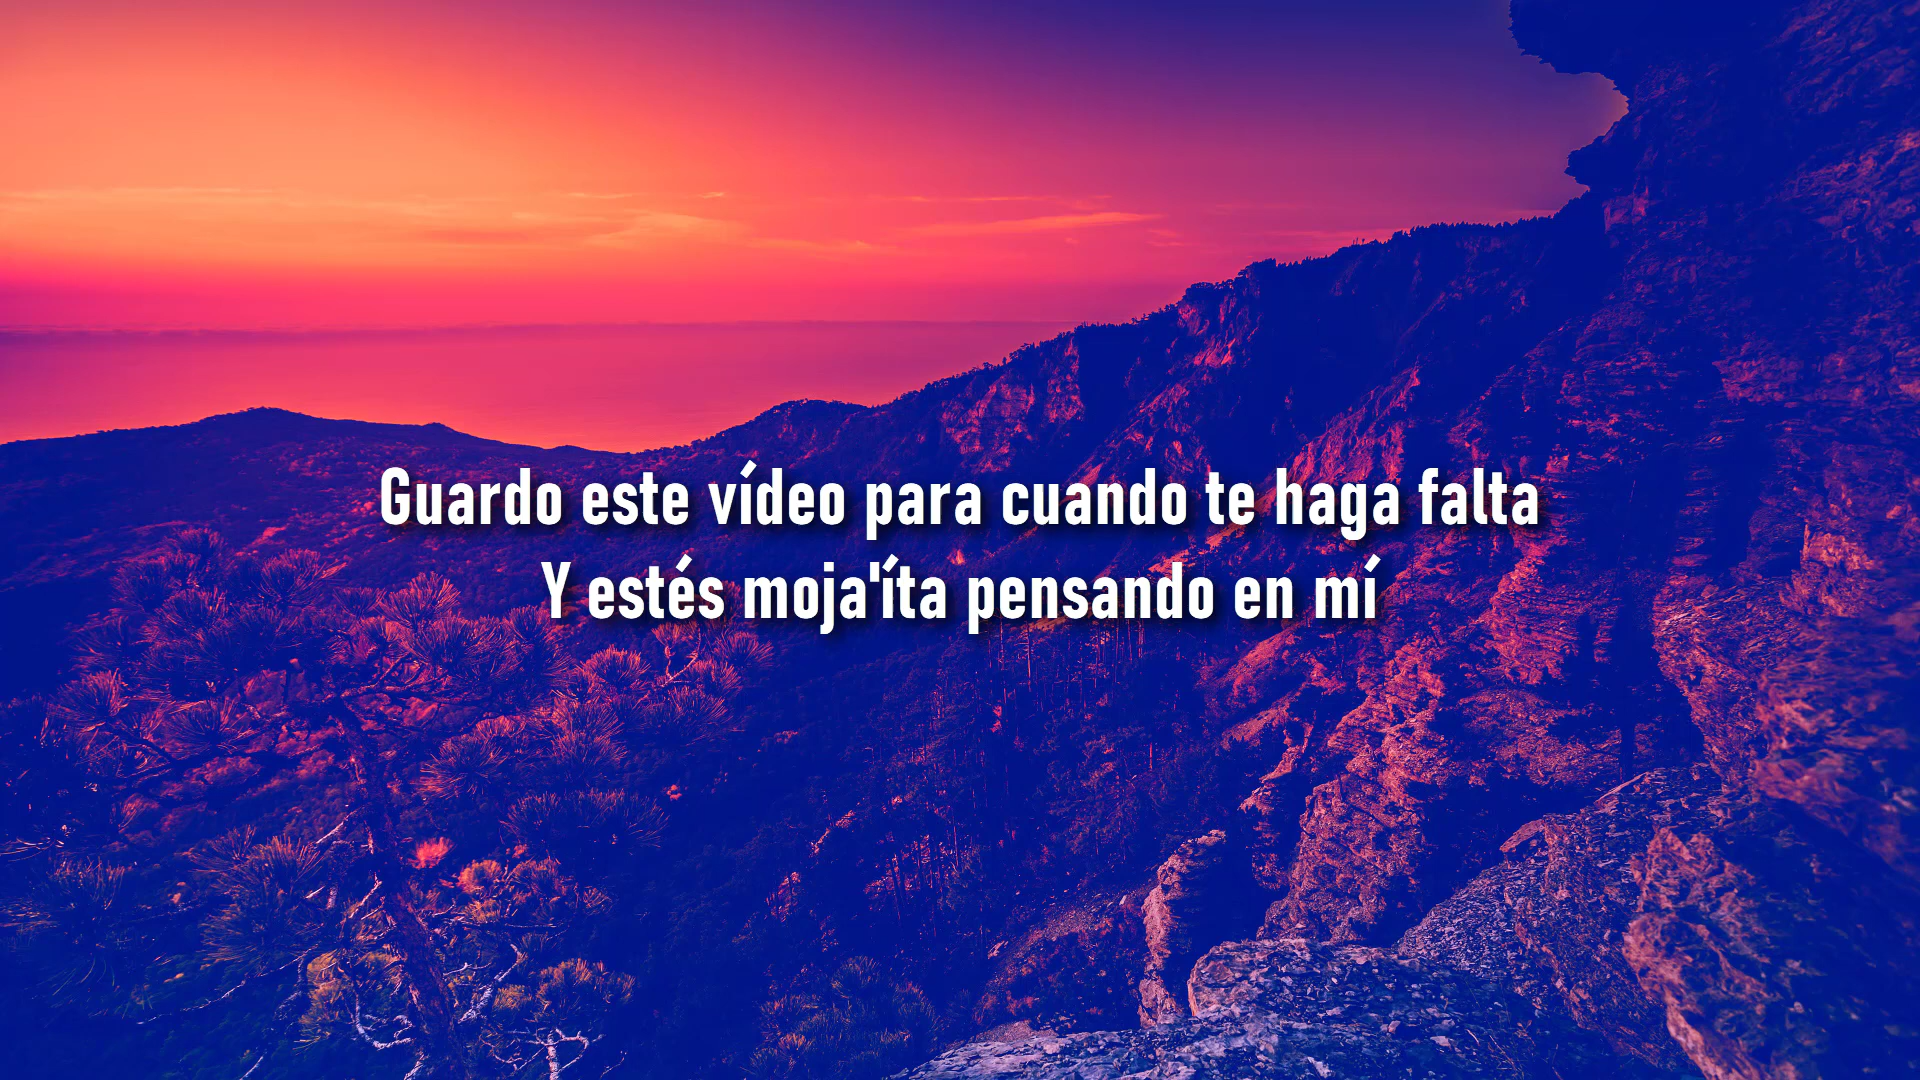 Guardo este vídeo para cuando te haga falta
Y estés moja'íta pensando en mí